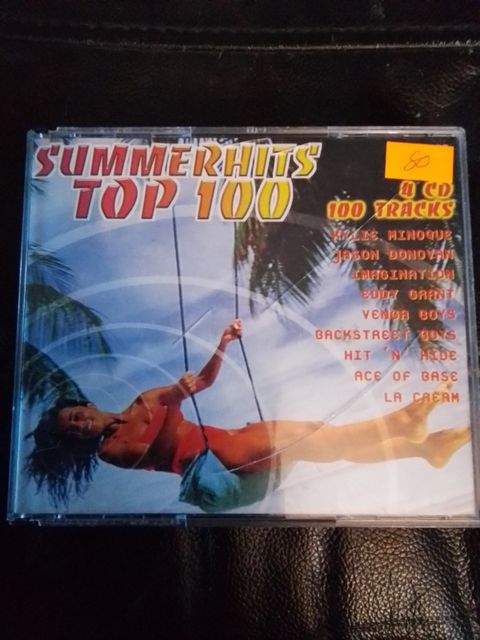 SUMMERHITS
TOP 100
80
4 CD
100 TRACKS
KYLIE MINOGUE
JASON DONOVAN
IMAGINATION
EDDY GRANT
VENGA BOYS
BACKSTREET BOYS
HIT 'N' HIDE
ACE OF BASE
LA CREAM